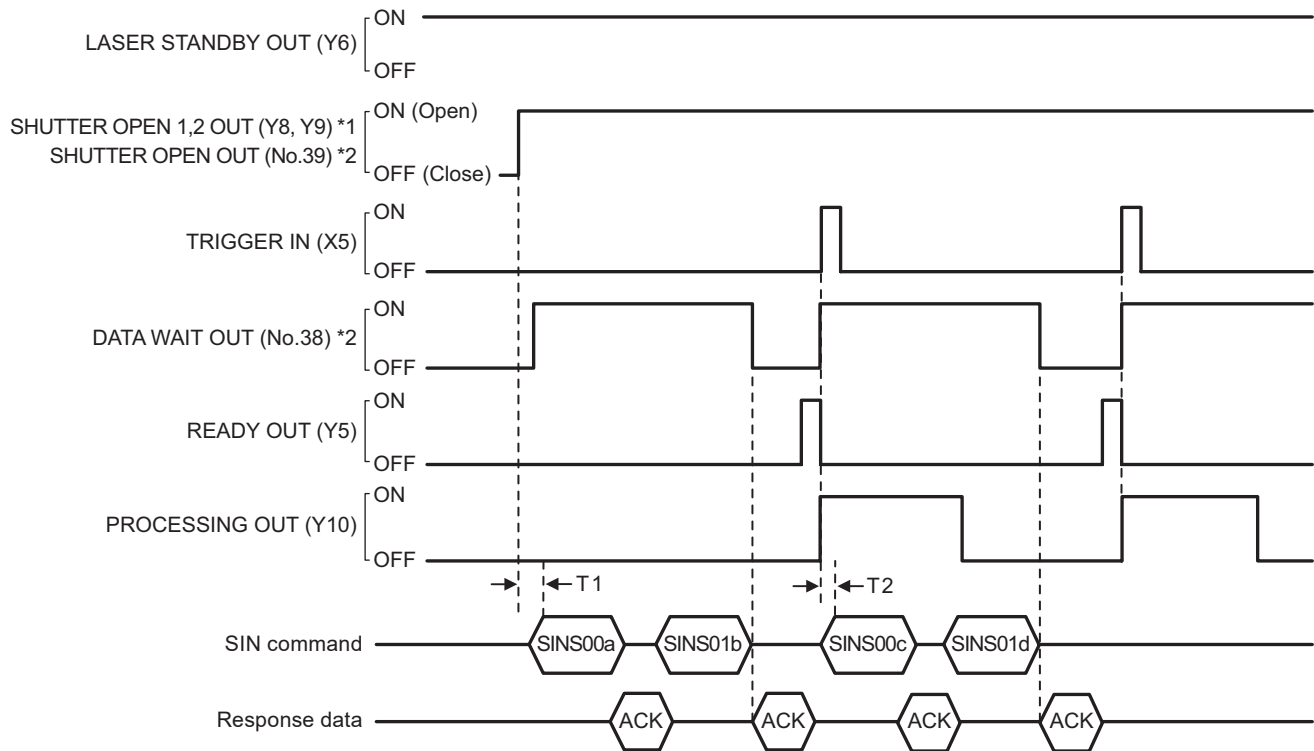 ON
LASER STANDBY OUT (Y6)
OFF
ON (Open)
SHUTTER OPEN 1,2 OUT (Y8, Y9) *1
SHUTTER OPEN OUT (No.39) *2
OFF (Close)
ON
TRIGGER IN (X5)
OFF
ON
DATA WAIT OUT (No.38) *2
OFF
ON
READY OUT (Y5)
OFF
ON
PROCESSING OUT (Y10)
OFF
T1 T2
SIN command SINS00a SINS01b SINS00c SINS01d
Response data ACK ACK ACK ACK